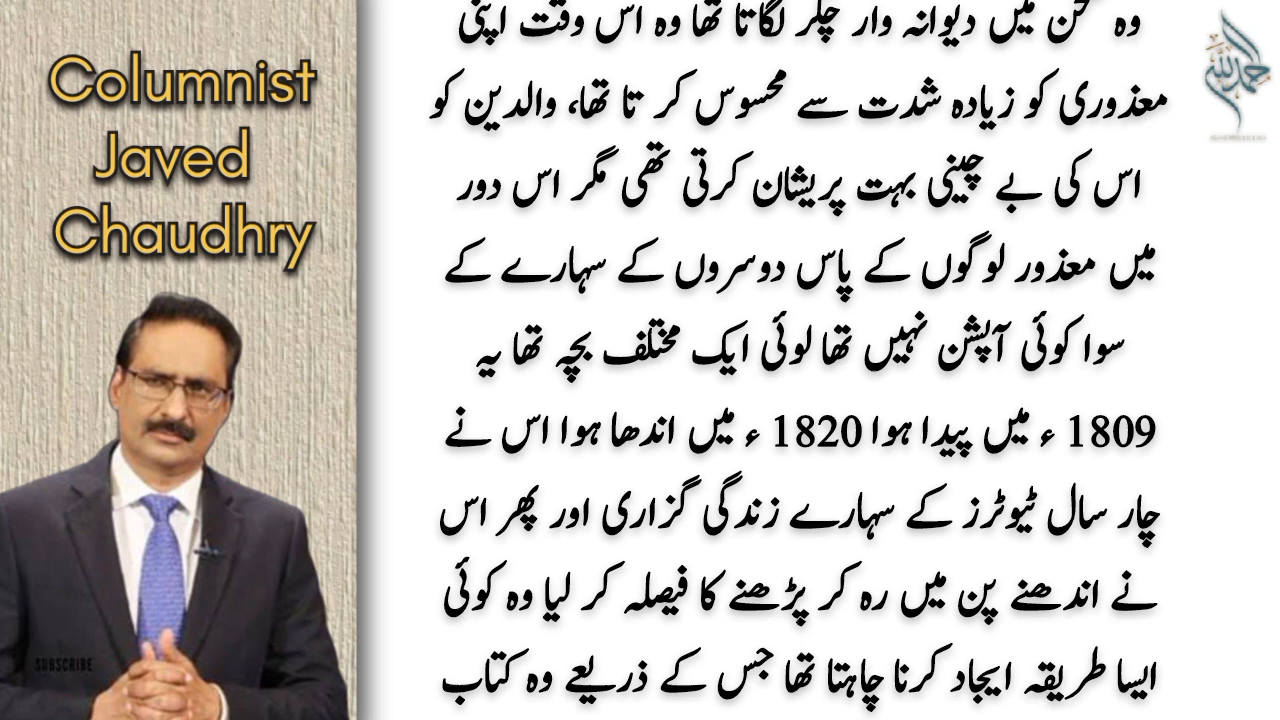 Columnist
Javed
Chaudhry
SUBSCRIBE
وہ صحن میں دیوانہ وار چکر لگاتا تھا وہ اس وقت اپنی
معذوری کو زیادہ شدت سے محسوس کر تا تھا، والدین کو
اس کی بے چینی بہت پریشان کرتی تھی مگر اس دور
میں معذور لوگوں کے پاس دوسروں کے سہارے کے
سوا کوئی آپشن نہیں تھا لوئی ایک مختلف بچہ تھا یہ
1809 ء میں پیدا ہوا 1820 ء میں اندھا ہوا اس نے
چار سال ٹیوٹرز کے سہارے زندگی گزاری اور پھر اس
نے اندھنے پن میں رہ کر پڑھنے کا فیصلہ کر لیا وہ کوئی
ایسا طریقہ ایجاد کرنا چاہتا تھا جس کے ذریعے وہ کتاب